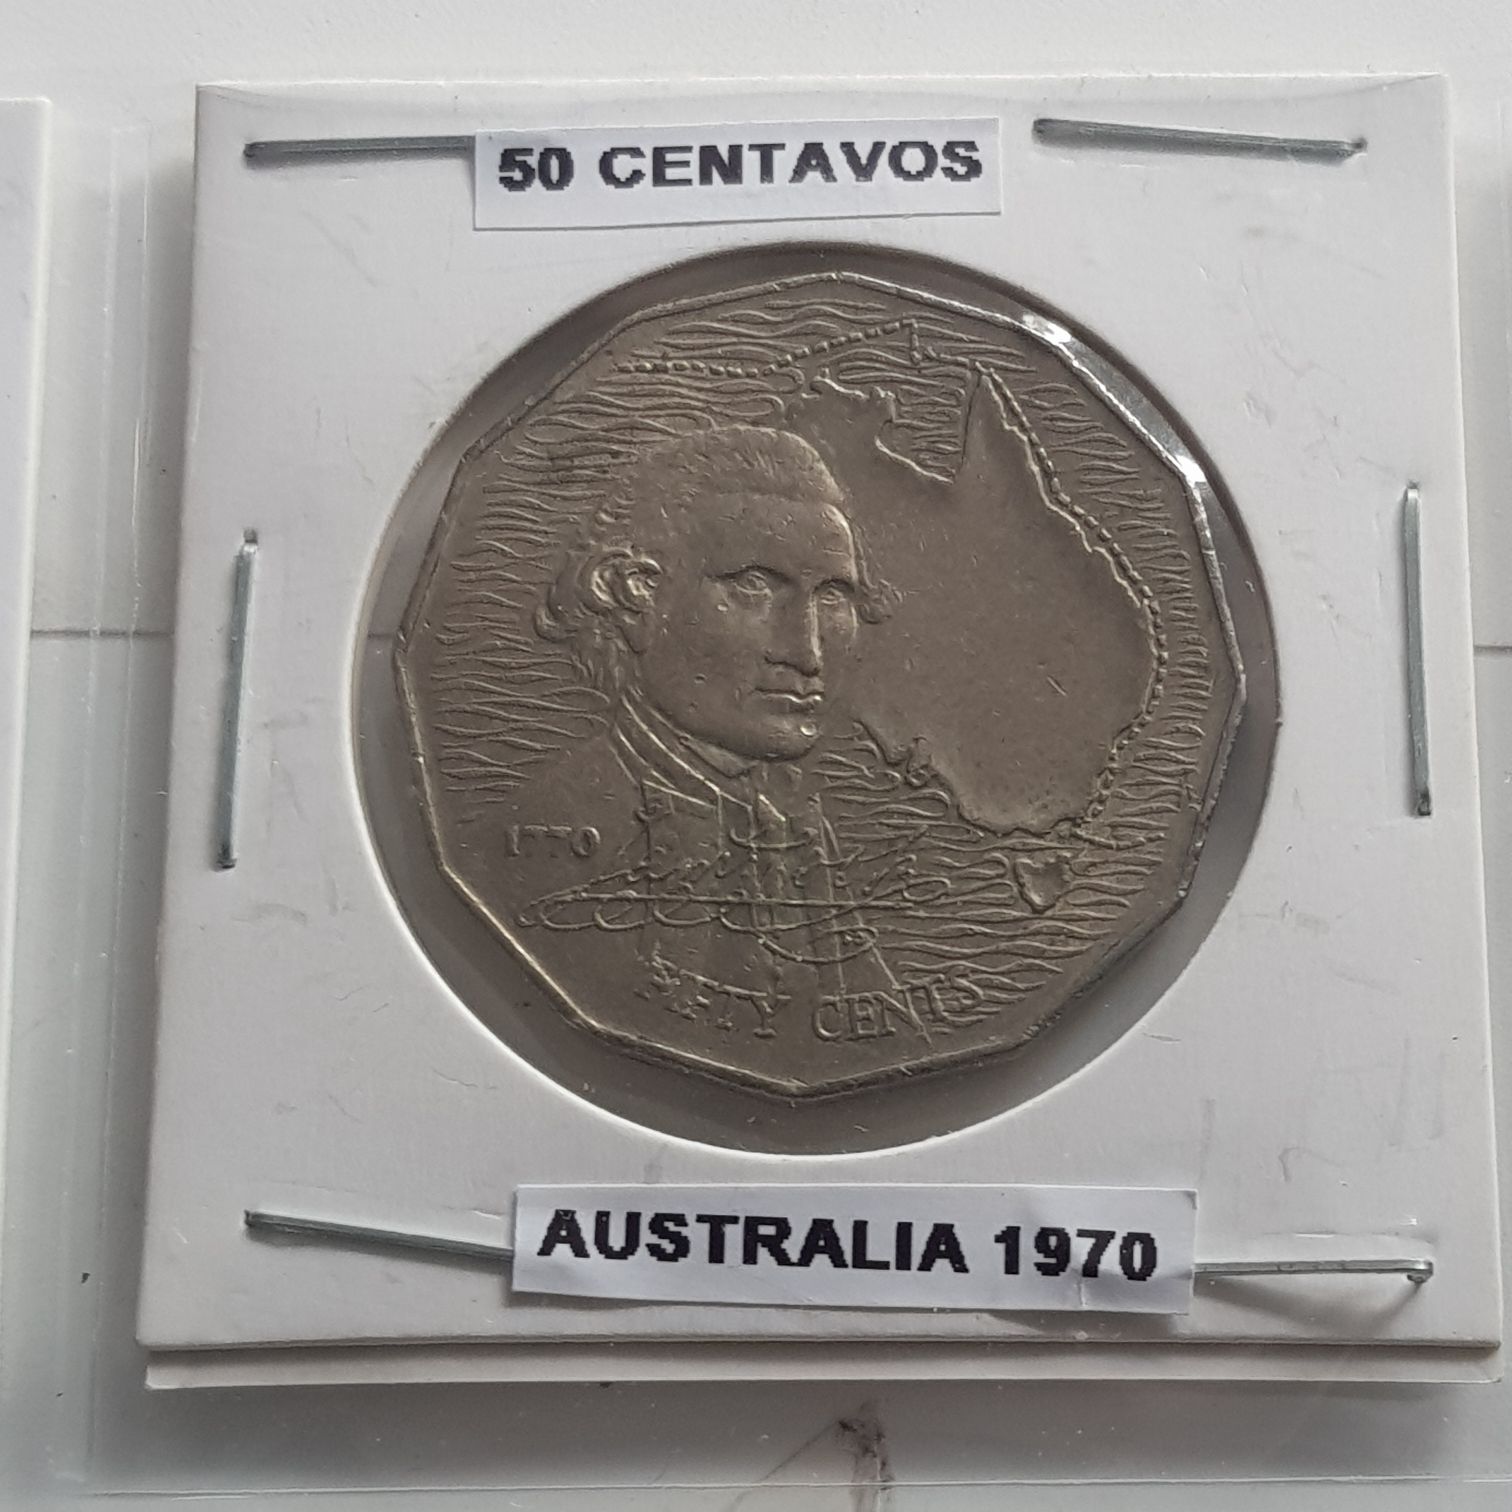 50 CENTAVOS
1770
FIFTY CENTS
AUSTRALIA 1970